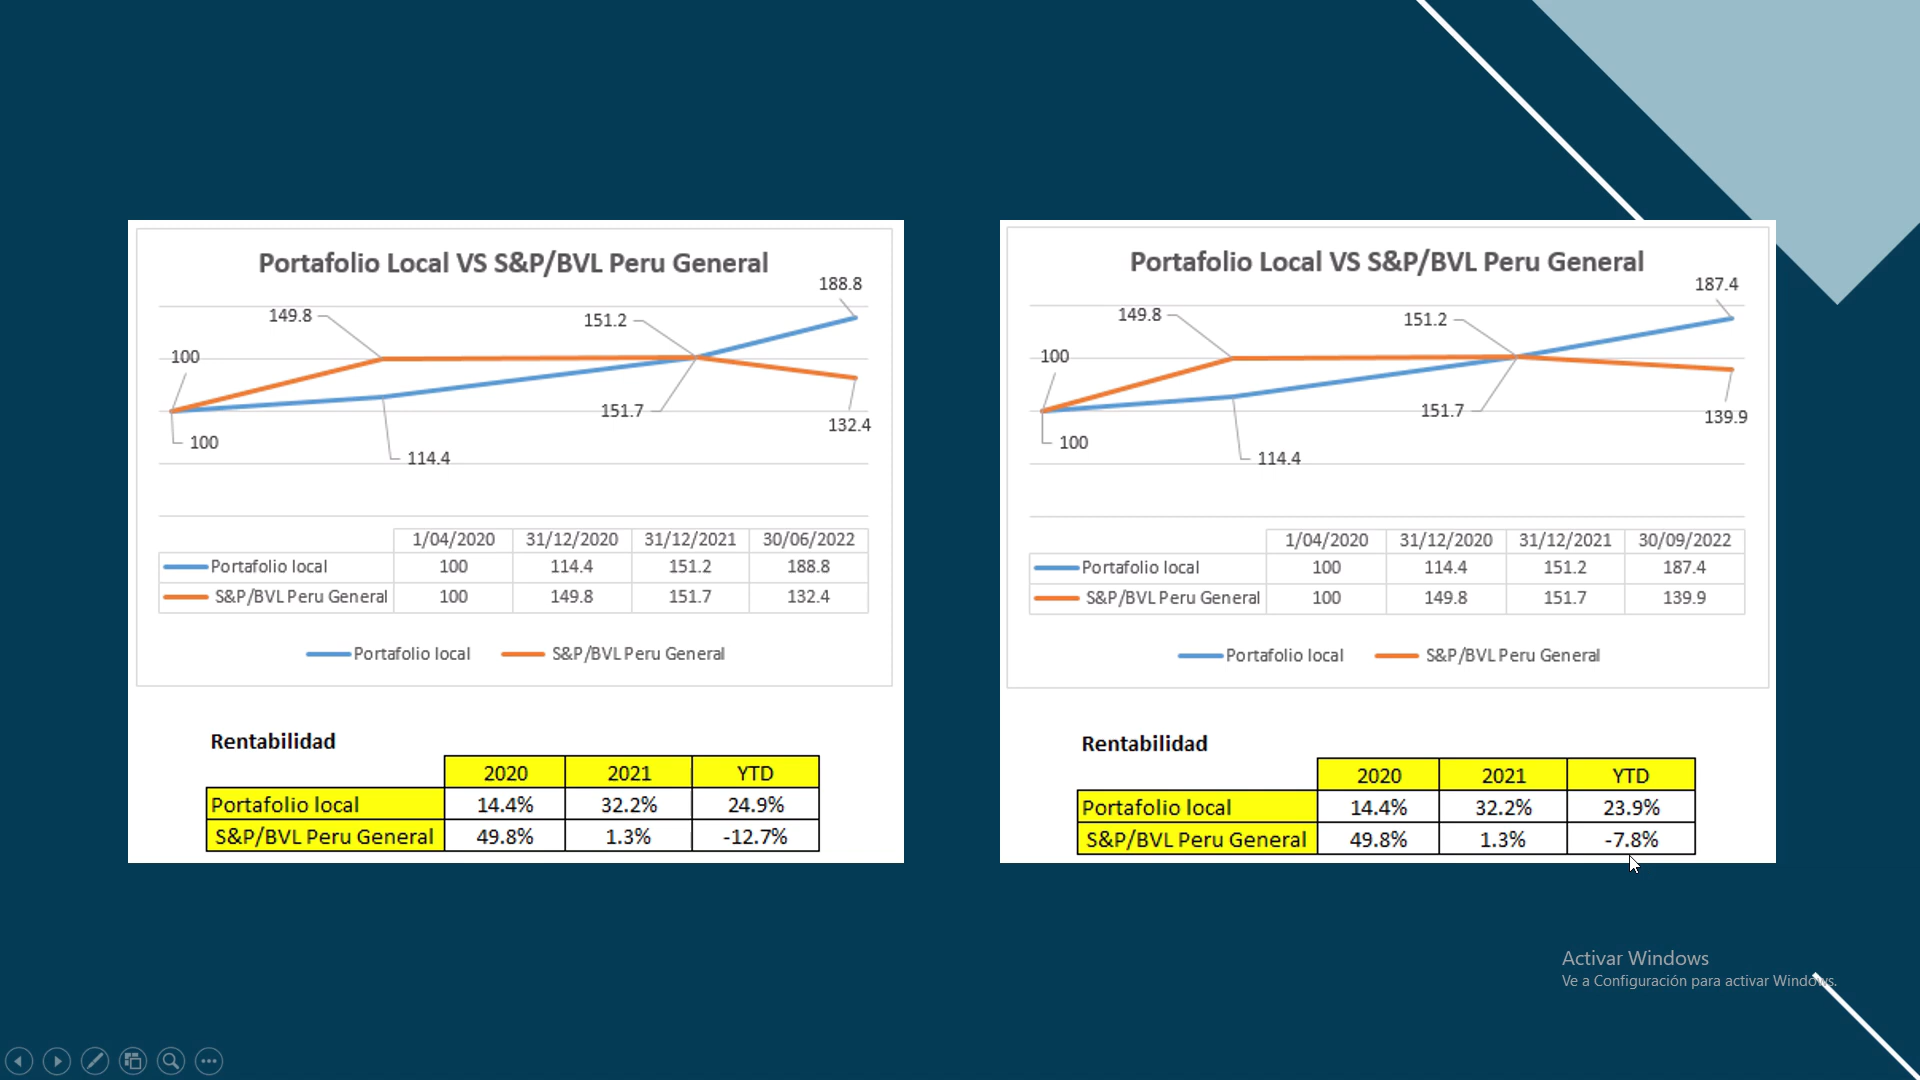 Portafolio Local VS S&P/BVL Peru General
188.8
149.8
151.2
100
151.7
132.4
100
114.4
1/04/2020 31/12/2020 31/12/2021 30/06/2022
Portafolio local 100 114.4 151.2 188.8
S&P/BVL Peru General 100 149.8 151.7 132.4
Portafolio local S&P/BVL Peru General
Rentabilidad
2020 2021 YTD
Portafolio local 14.4% 32.2% 24.9%
S&P/BVL Peru General 49.8% 1.3% -12.7%
Portafolio Local VS S&P/BVL Peru General
187.4
149.8
151.2
100
151.7
139.9
100
114.4
1/04/2020 31/12/2020 31/12/2021 30/09/2022
Portafolio local 100 114.4 151.2 187.4
S&P/BVL Peru General 100 149.8 151.7 139.9
Portafolio local S&P/BVL Peru General
Rentabilidad
2020 2021 YTD
Portafolio local 14.4% 32.2% 23.9%
S&P/BVL Peru General 49.8% 1.3% -7.8%
Activar Windows
Ve a Configuración para activar Windows.